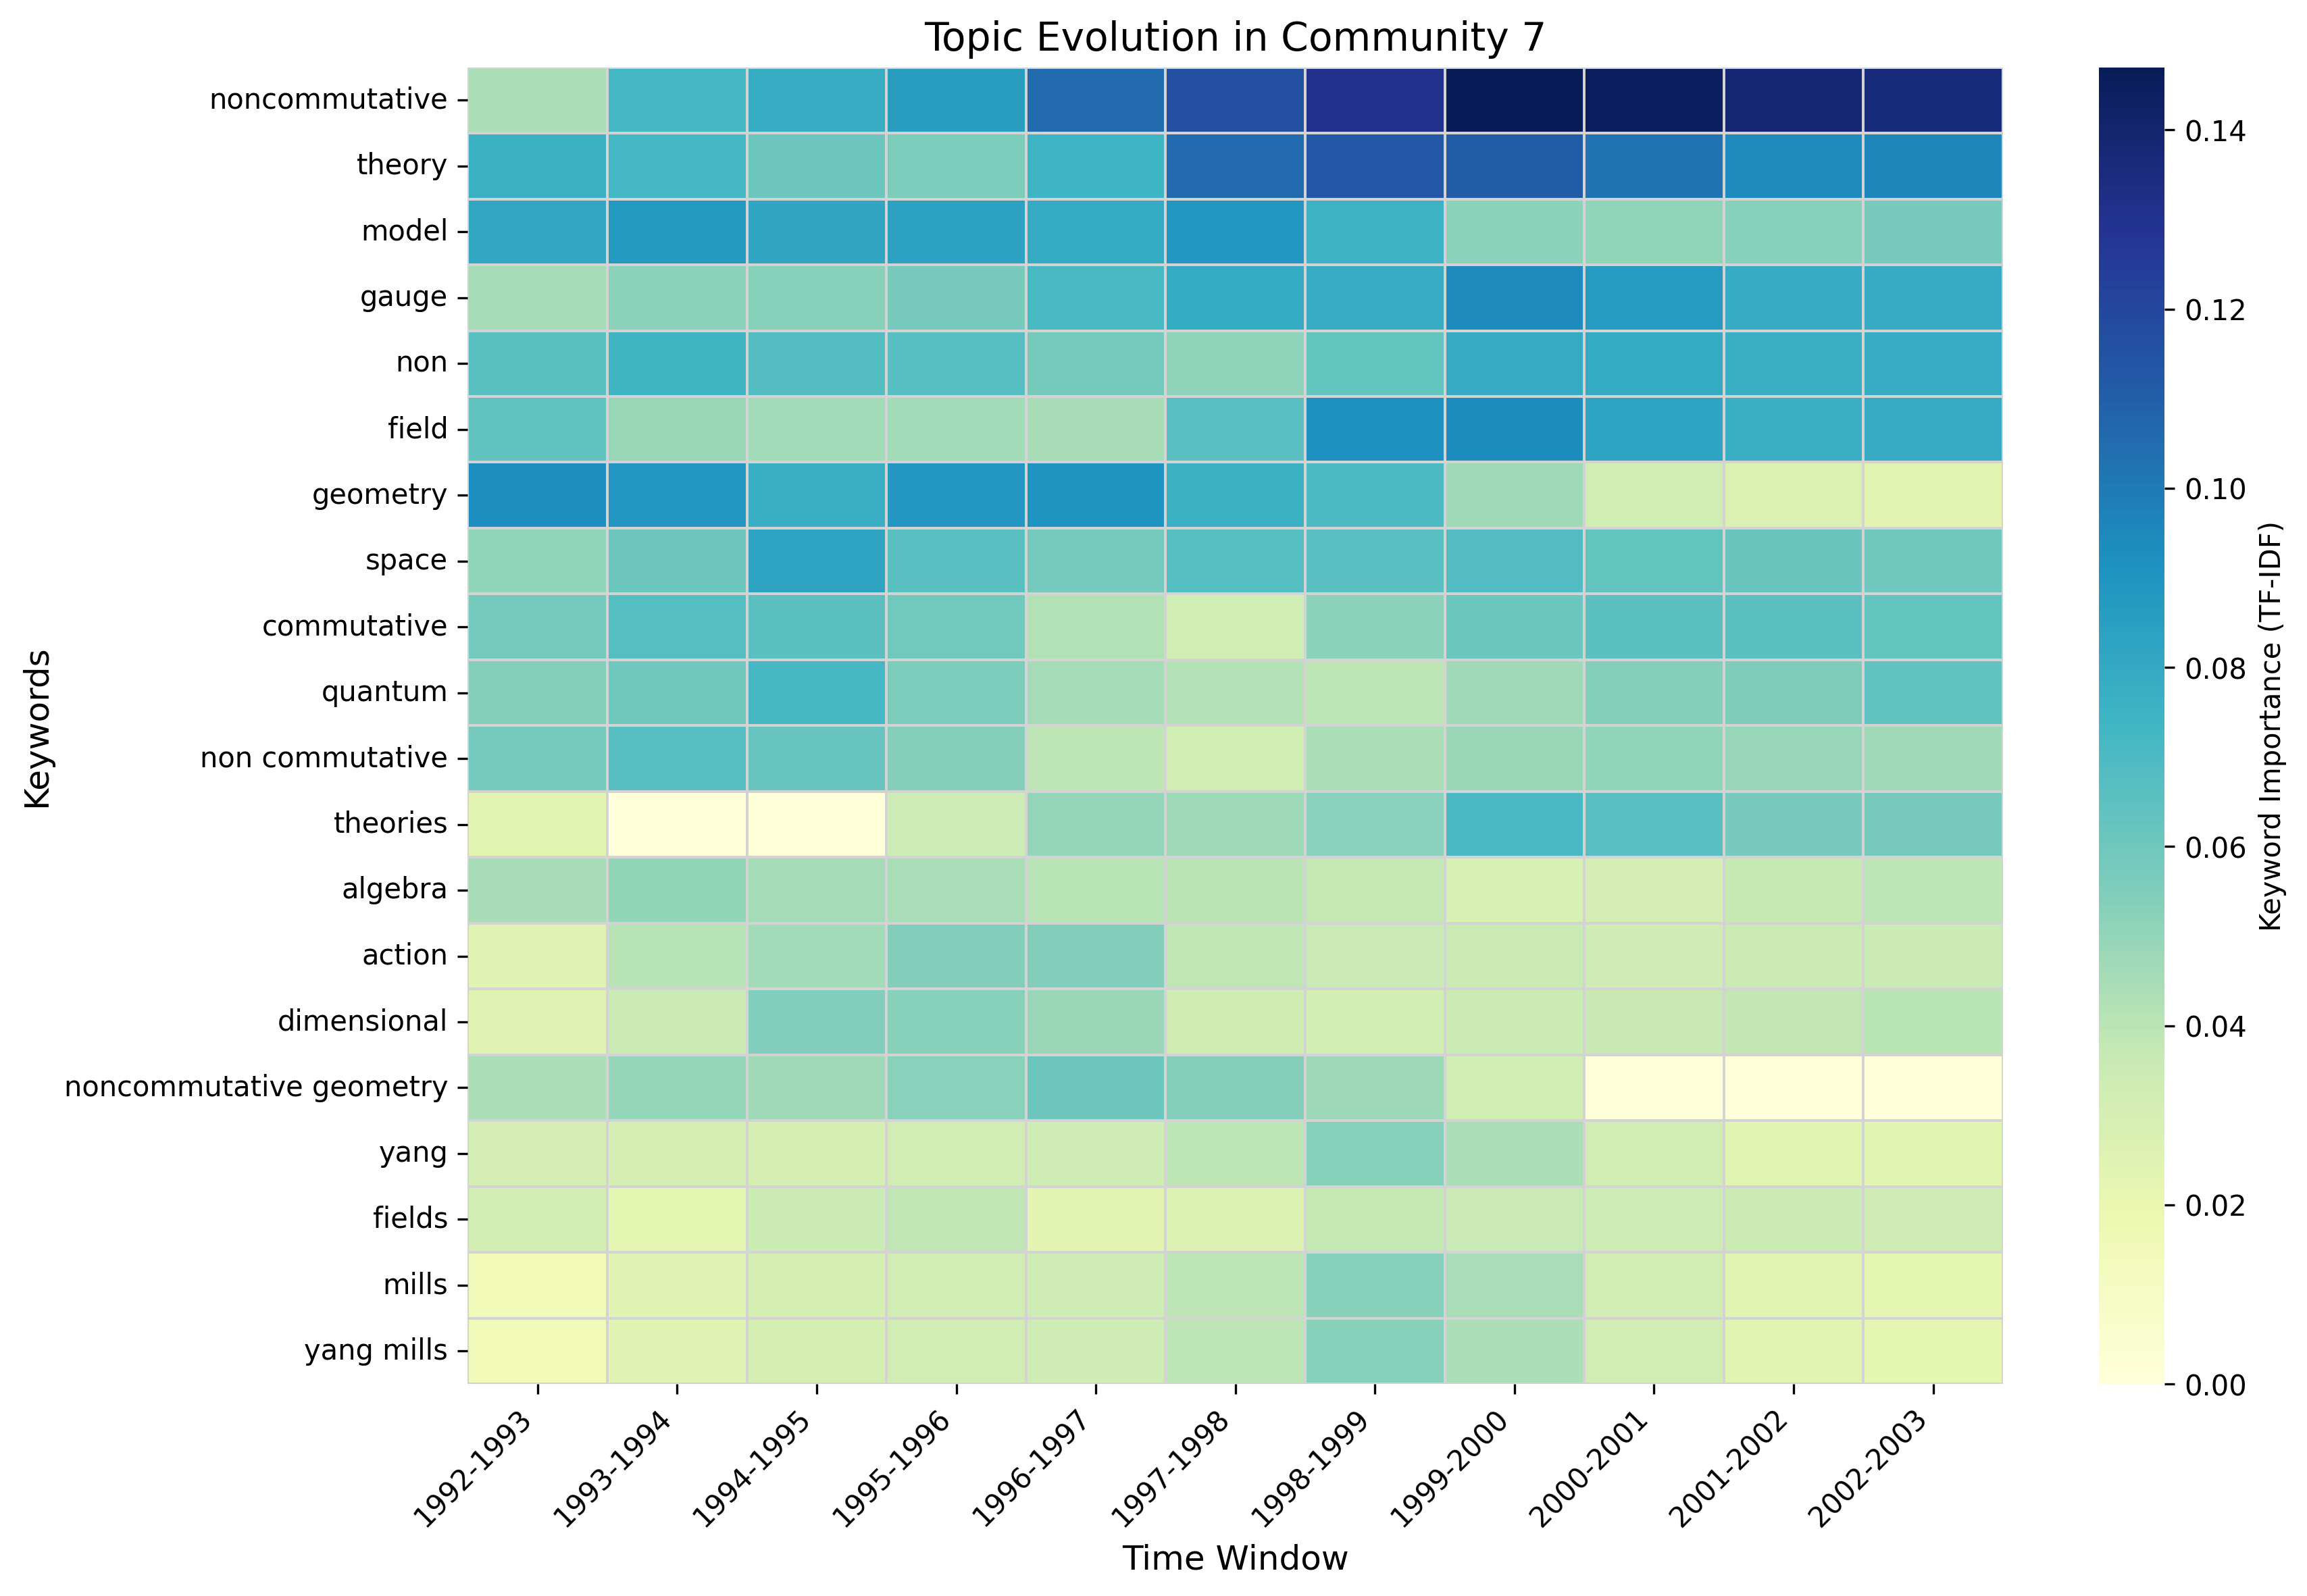 Topic Evolution in Community 7
Keywords
noncommutative
theory
model
gauge
non
field
geometry
space
commutative
quantum
non commutative
theories
algebra
action
dimensional
noncommutative geometry
yang
fields
mills
yang mills
1992-1993
1993-1994
1994-1995
1995-1996
1996-1997
1997-1998
1998-1999
1999-2000
2000-2001
2001-2002
2002-2003
Time Window
0.14
0.12
0.10
0.08
0.06
0.04
0.02
0.00
Keyword Importance (TF-IDF)